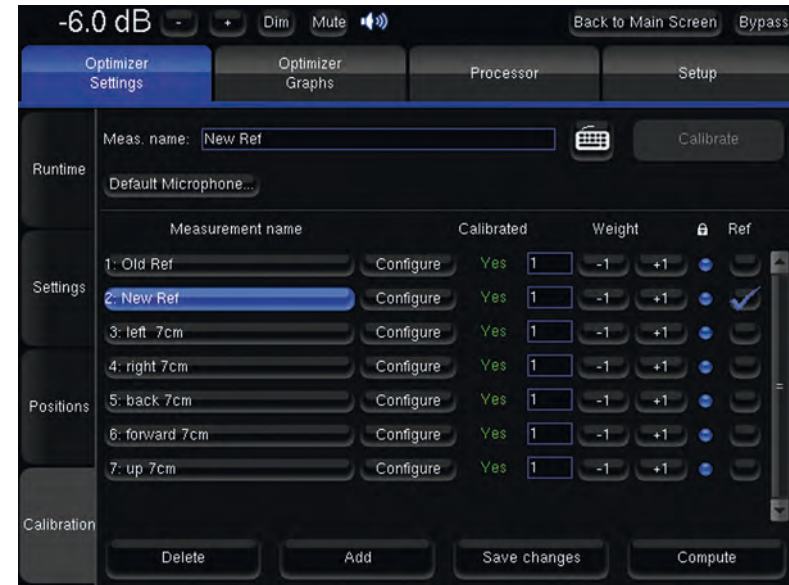 -6.0 dB - + Dim Mute Back to Main Screen Bypass
Optimizer Settings Optimizer Graphs Processor Setup
Meas. name: New Ref Calibrate
Runtime
Default Microphone...
Measurement name Calibrated Weight Ref
1: Old Ref Configure Yes 1 -1 +1
Settings
2: New Ref Configure Yes 1 -1 +1
3: left 7cm Configure Yes 1 -1 +1
4: right 7cm Configure Yes 1 -1 +1
Positions
5: back 7cm Configure Yes 1 -1 +1
6: forward 7cm Configure Yes 1 -1 +1
7: up 7cm Configure Yes 1 -1 +1
Calibration
Delete Add Save changes Compute